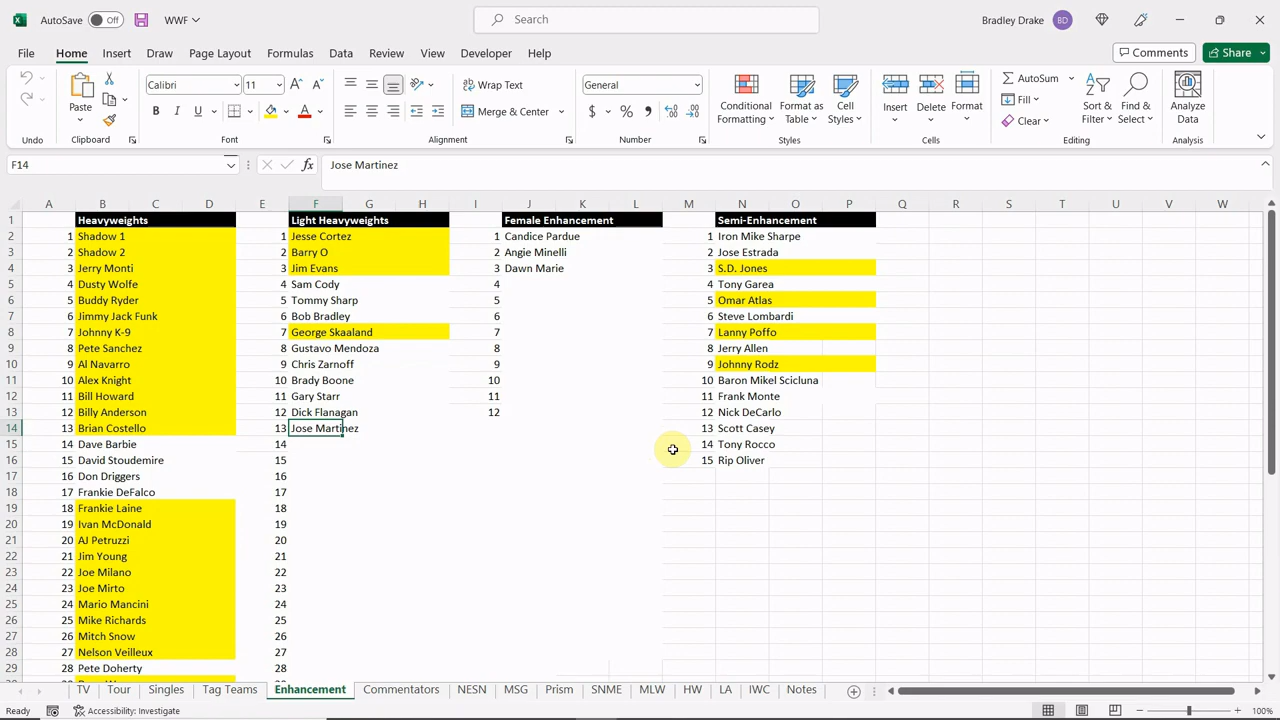 AutoSave Off WWF Search Bradley Drake BD
File Home Insert Draw Page Layout Formulas Data Review View Developer Help Comments Share
Calibri 11 Wrap Text General AutoSum
Paste Conditional Formatting Format as Table Cell Styles Insert Delete Format Fill Sort & Filter Find & Select Analyze Data
B I U Merge & Center $ % Clear
Undo Clipboard Font Alignment Number Styles Cells Editing Analysis
F14 fx Jose Martinez
A B C D E F G H I J K L M N O P Q R S T U V W
1 Heavyweights Light Heavyweights Female Enhancement Semi-Enhancement
2 1 Shadow 1 1 Jesse Cortez 1 Candice Pardue 1 Iron Mike Sharpe
3 2 Shadow 2 2 Barry O 2 Angie Minelli 2 Jose Estrada
4 3 Jerry Monti 3 Jim Evans 3 Dawn Marie 3 S.D. Jones
5 4 Dusty Wolfe 4 Sam Cody 4 4 Tony Garea
6 5 Buddy Ryder 5 Tommy Sharp 5 5 Omar Atlas
7 6 Jimmy Jack Funk 6 Bob Bradley 6 6 Steve Lombardi
8 7 Johnny K-9 7 George Skaaland 7 7 Lanny Poffo
9 8 Pete Sanchez 8 Gustavo Mendoza 8 8 Jerry Allen
10 9 Al Navarro 9 Chris Zarnoff 9 9 Johnny Rodz
11 10 Alex Knight 10 Brady Boone 10 10 Baron Mikel Scicluna
12 11 Bill Howard 11 Gary Starr 11 11 Frank Monte
13 12 Billy Anderson 12 Dick Flanagan 12 12 Nick DeCarlo
14 13 Brian Costello 13 Jose Martinez 13 Scott Casey
15 14 Dave Barbie 14 14 Tony Rocco
16 15 David Stoudemire 15 15 Rip Oliver
17 16 Don Driggers 16
18 17 Frankie DeFalco 17
19 18 Frankie Laine 18
20 19 Ivan McDonald 19
21 20 AJ Petruzzi 20
22 21 Jim Young 21
23 22 Joe Milano 22
24 23 Joe Mirto 23
25 24 Mario Mancini 24
26 25 Mike Richards 25
27 26 Mitch Snow 26
28 27 Nelson Veilleux 27
29 28 Pete Doherty 28
TV Tour Singles Tag Teams Enhancement Commentators NESN MSG Prism SNME MLW HW LA IWC Notes
Ready Accessibility: Investigate 100%